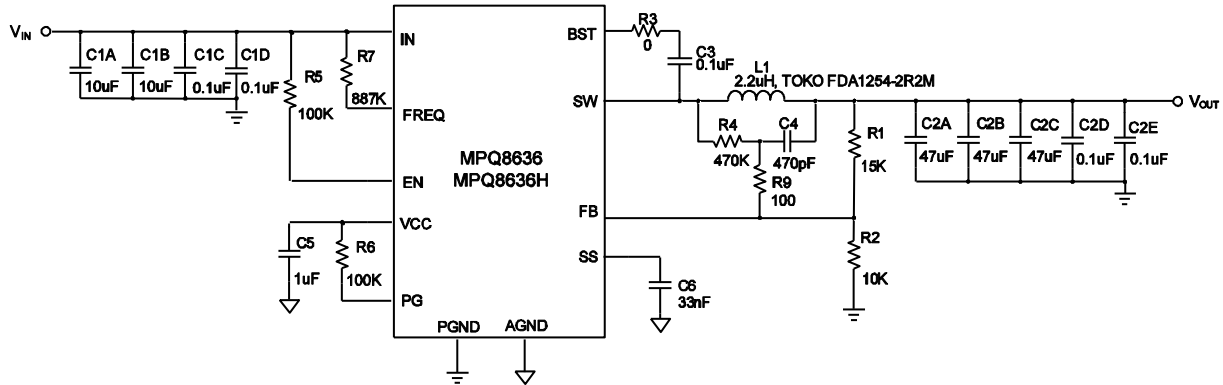 VIN
C1A
10uF
C1B
10uF
C1C
0.1uF
C1D
0.1uF
R5
100K
R7
887K
IN
FREQ
EN
VCC
PG
C5
1uF
R6
100K
MPQ8636
MPQ8636H
PGND
AGND
BST
SW
FB
SS
R3
0
C3
0.1uF
L1
2.2uH, TOKO FDA1254-2R2M
R4
470K
C4
470pF
R9
100
R1
15K
R2
10K
C6
33nF
C2A
47uF
C2B
47uF
C2C
47uF
C2D
0.1uF
C2E
0.1uF
VOUT